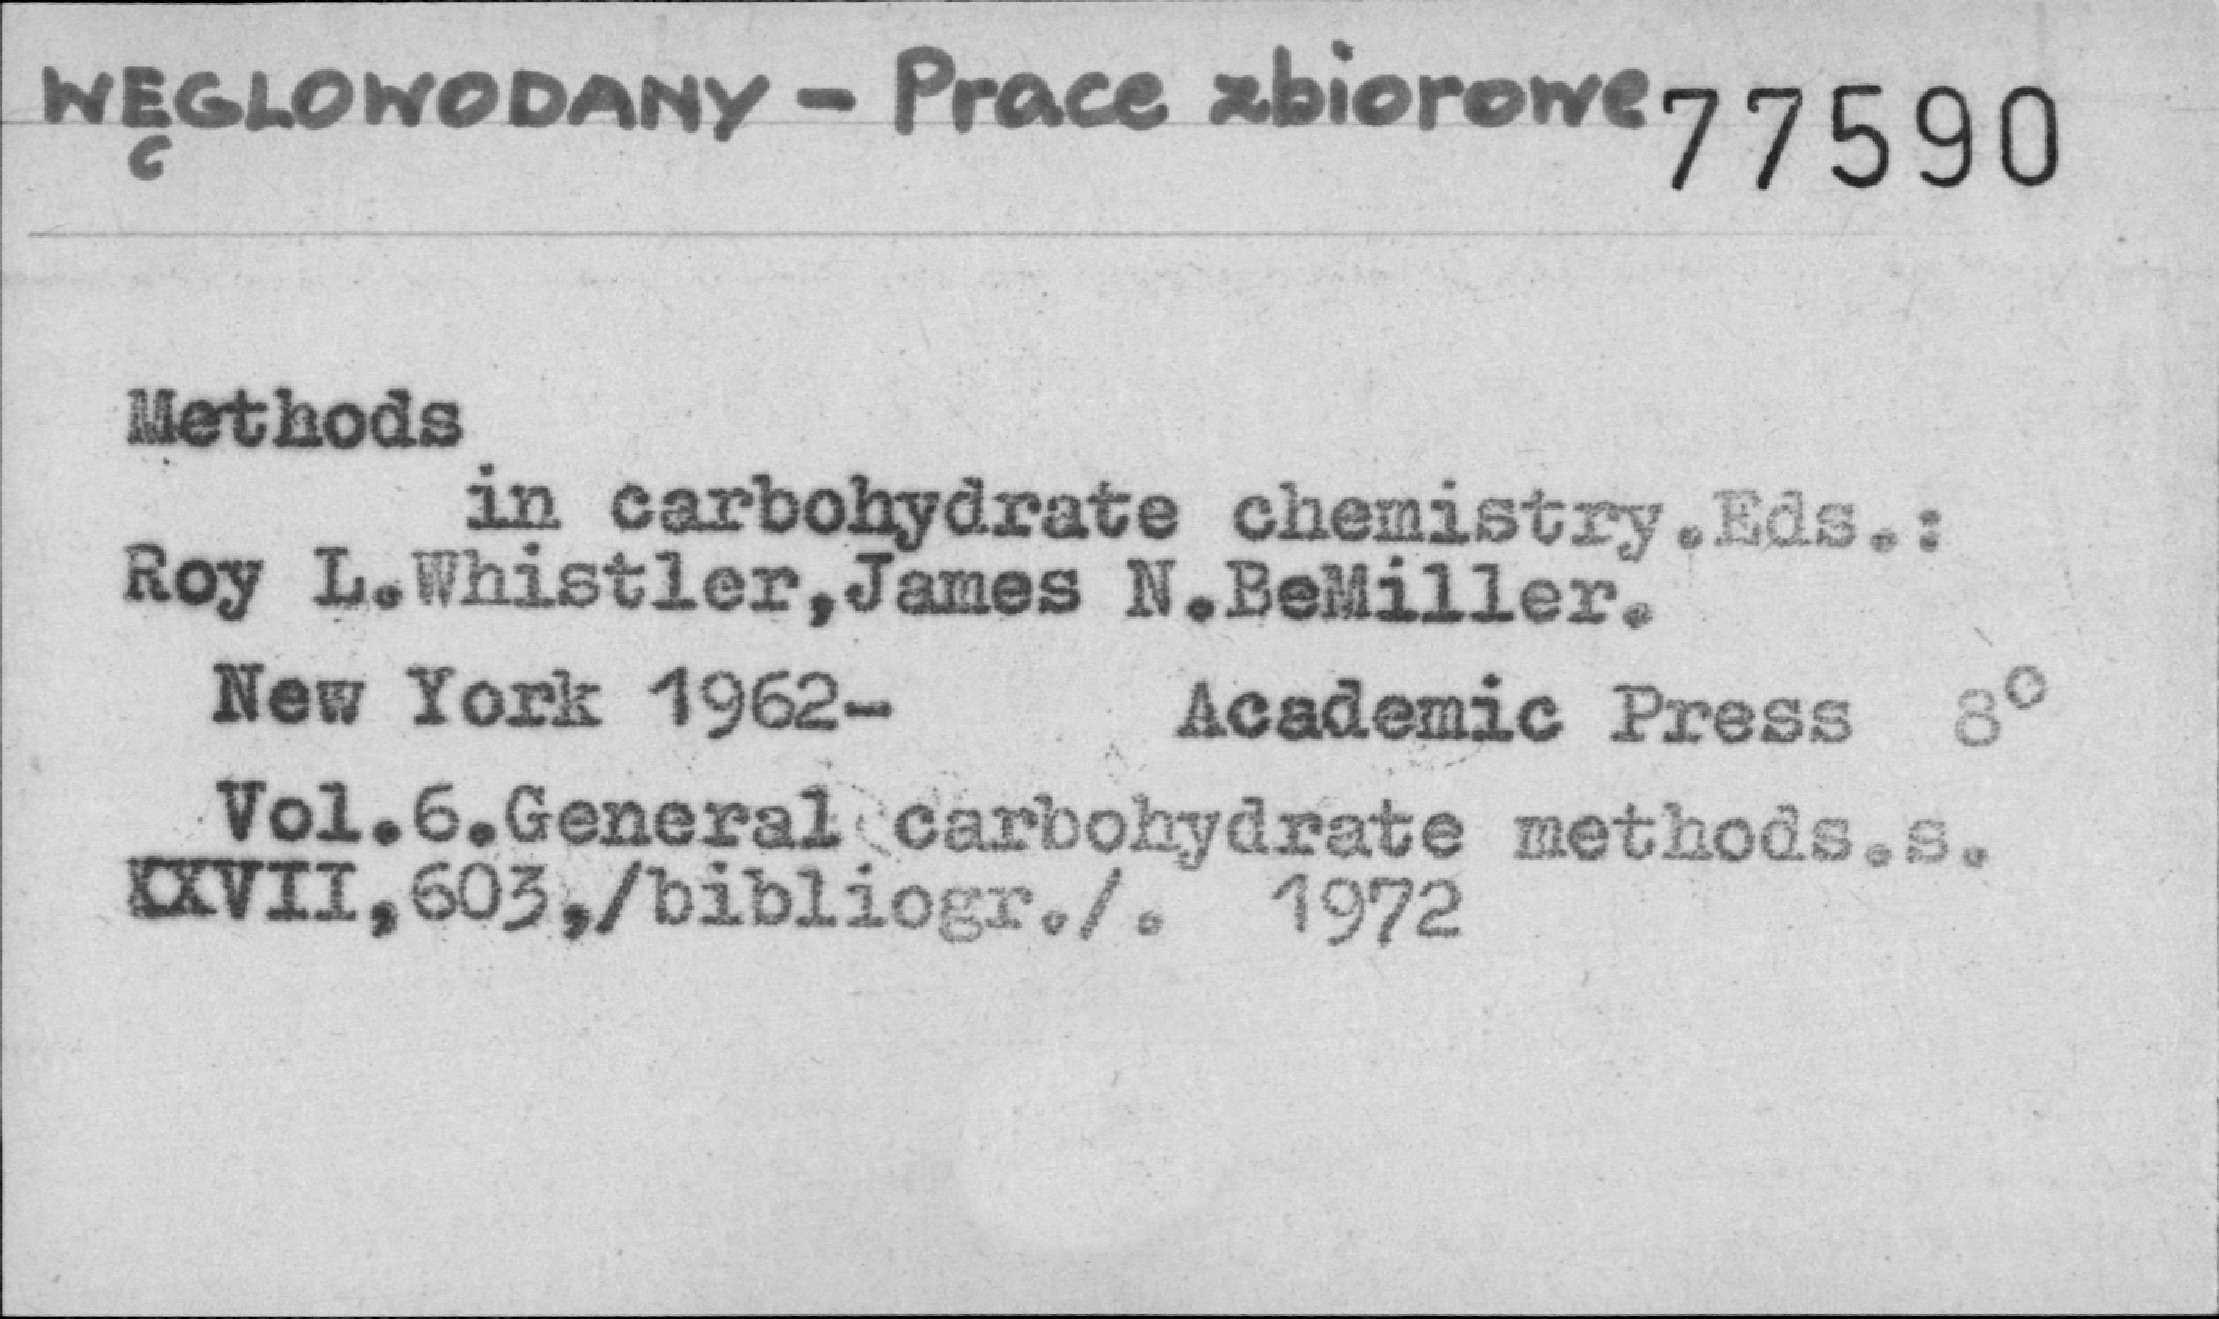 WĘGLOWODANY - Prace zbiorowe 77590
Methods
in carbohydrate chemistry.Eds.:
Roy L.Whistler,James N.BeMiller.
New York 1962- Academic Press 8°
Vol.6.General carbohydrate methods.s.
XXVII,603,/bibliogr./. 1972